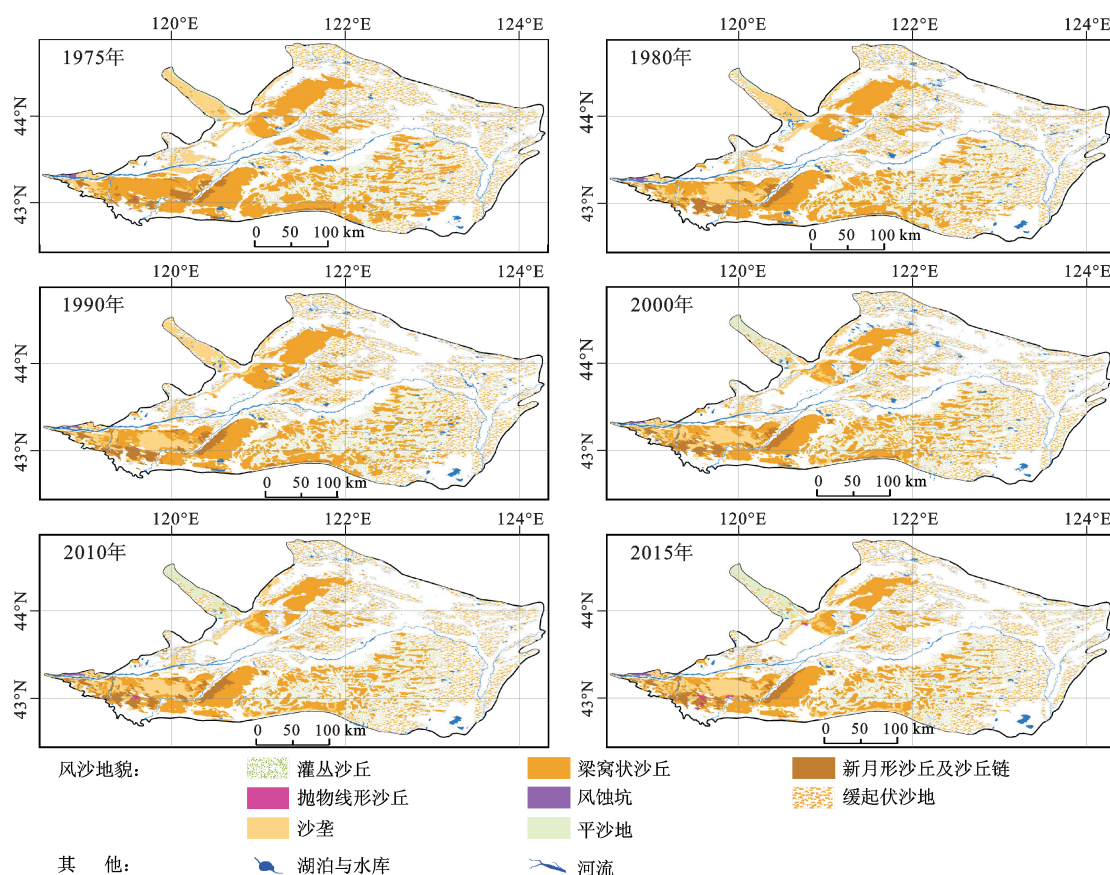 120°E 122°E 124°E 120°E 122°E 124°E
1975年 1980年
44°N 44°N
43°N 43°N
0 50 100 km 0 50 100 km
120°E 122°E 124°E 120°E 122°E 124°E
1990年 2000年
44°N 44°N
43°N 43°N
0 50 100 km 0 50 100 km
120°E 122°E 124°E 120°E 122°E 124°E
2010年 2015年
44°N 44°N
43°N 43°N
0 50 100 km 0 50 100 km
风沙地貌： 灌丛沙丘 梁窝状沙丘 新月形沙丘及沙丘链
抛物线形沙丘 风蚀坑 缓起伏沙地
沙垄 平沙地
其 他： 湖泊与水库 河流